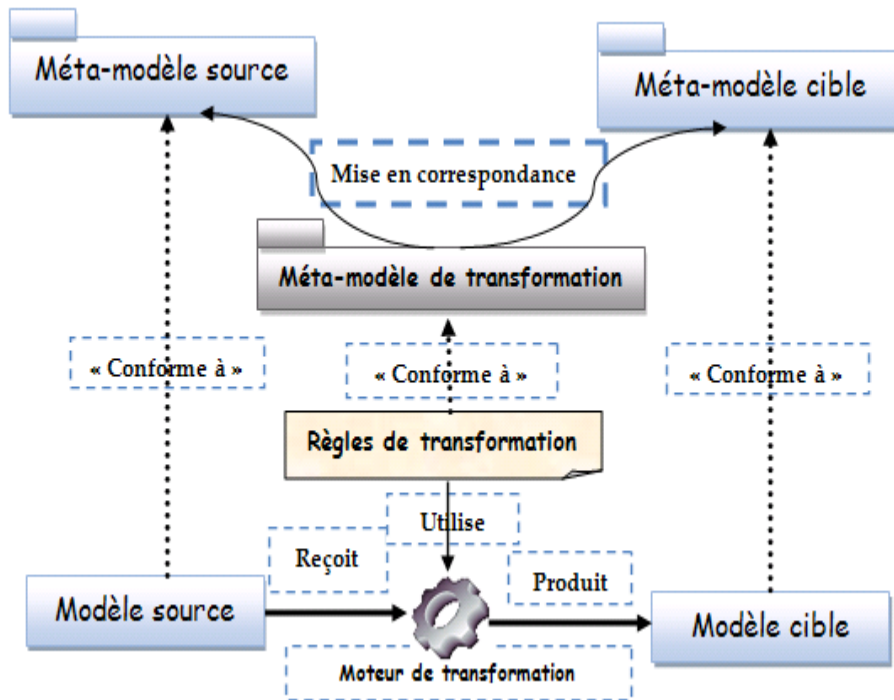 Méta-modèle source
Méta-modèle cible
Mise en correspondance
Méta-modèle de transformation
« Conforme à »
« Conforme à »
« Conforme à »
Règles de transformation
Utilise
Reçoit
Produit
Modèle source
Modèle cible
Moteur de transformation